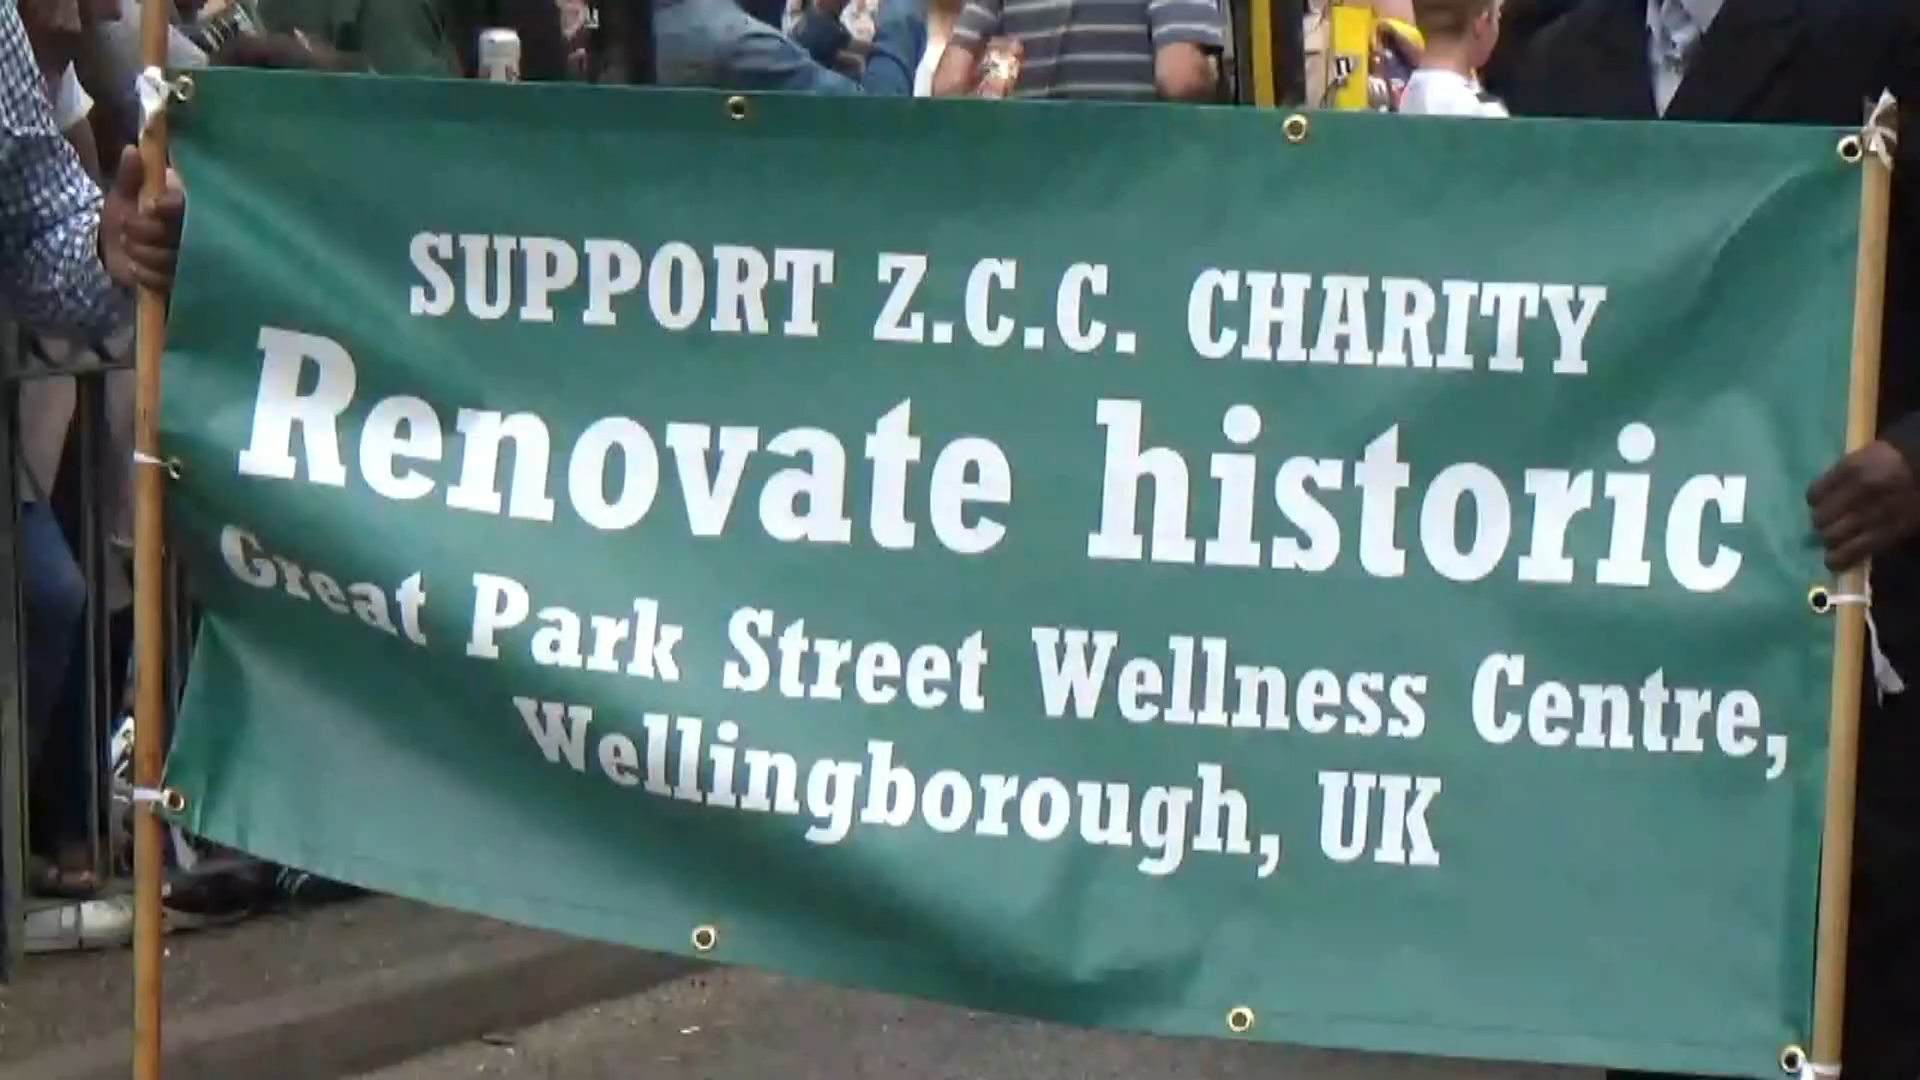 SUPPORT Z.C.C. CHARITY
Renovate historic
Great Park Street Wellness Centre,
Wellingborough, UK